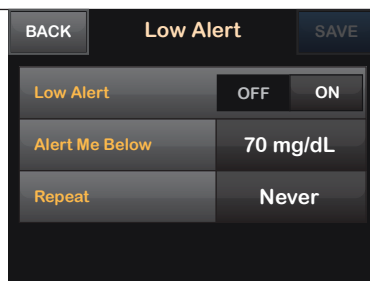 BACK Low Alert SAVE
Low Alert OFF ON
Alert Me Below 70 mg/dL
Repeat Never